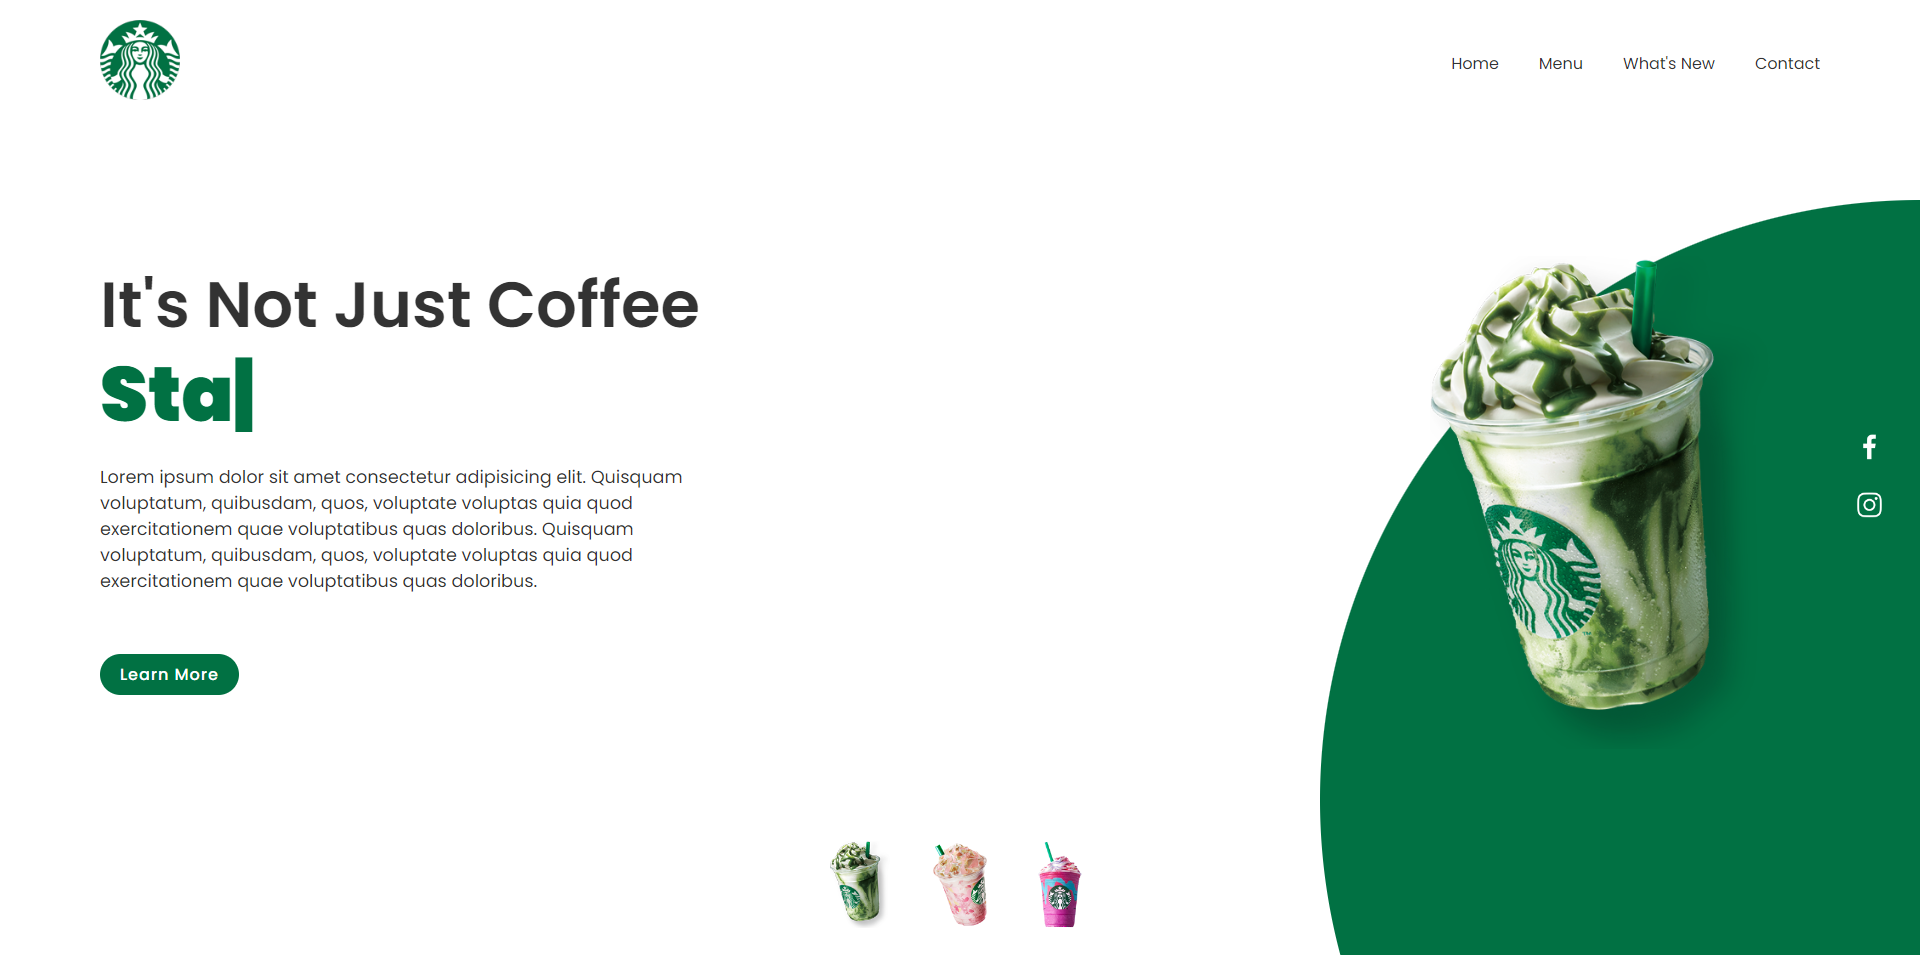 Home Menu What's New Contact
It's Not Just Coffee
Sta
Lorem ipsum dolor sit amet consectetur adipisicing elit. Quisquam
voluptatum, quibusdam, quos, voluptate voluptas quia quod
exercitationem quae voluptatibus quas doloribus. Quisquam
voluptatum, quibusdam, quos, voluptate voluptas quia quod
exercitationem quae voluptatibus quas doloribus.
Learn More